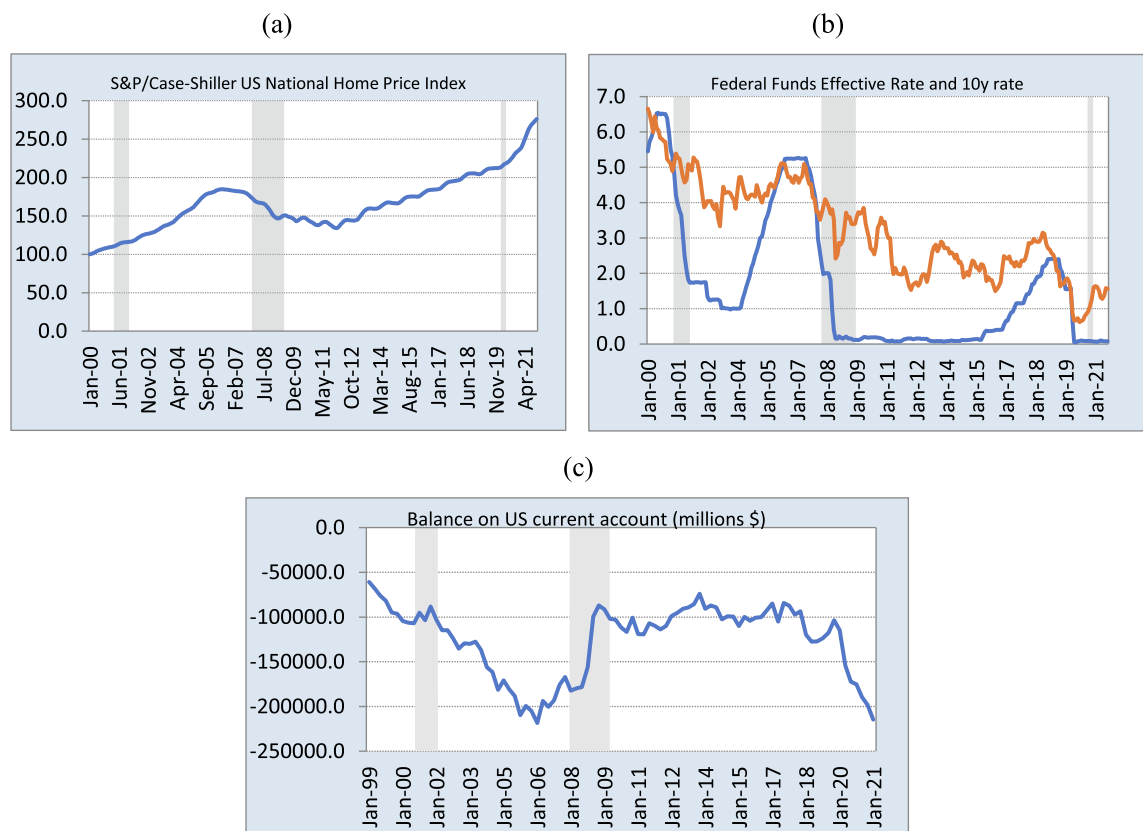 (a)
S&P/Case-Shiller US National Home Price Index
300.0
250.0
200.0
150.0
100.0
50.0
0.0
Jan-00
Jun-01
Nov-02
Apr-04
Sep-05
Feb-07
Jul-08
Dec-09
May-11
Oct-12
Mar-14
Aug-15
Jan-17
Jun-18
Nov-19
Apr-21
(b)
Federal Funds Effective Rate and 10y rate
7.0
6.0
5.0
4.0
3.0
2.0
1.0
0.0
Jan-00
Jan-01
Jan-02
Jan-04
Jan-05
Jan-07
Jan-08
Jan-09
Jan-11
Jan-12
Jan-14
Jan-15
Jan-16
Jan-18
Jan-19
Jan-21
(c)
Balance on US current account (millions $)
0.0
-50000.0
-100000.0
-150000.0
-200000.0
-250000.0
Jan-99
Jan-00
Jan-02
Jan-03
Jan-05
Jan-06
Jan-08
Jan-09
Jan-11
Jan-12
Jan-14
Jan-15
Jan-17
Jan-18
Jan-20
Jan-21